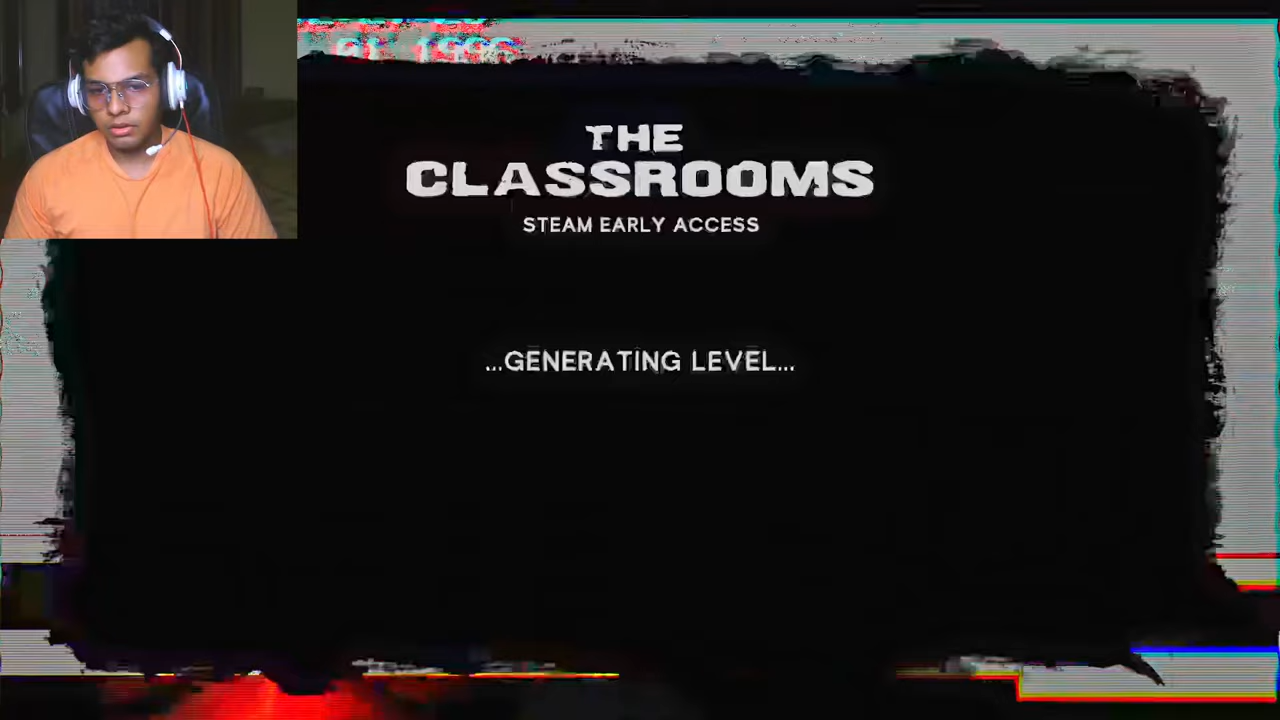 THE
CLASSROOMS
STEAM EARLY ACCESS
...GENERATING LEVEL...